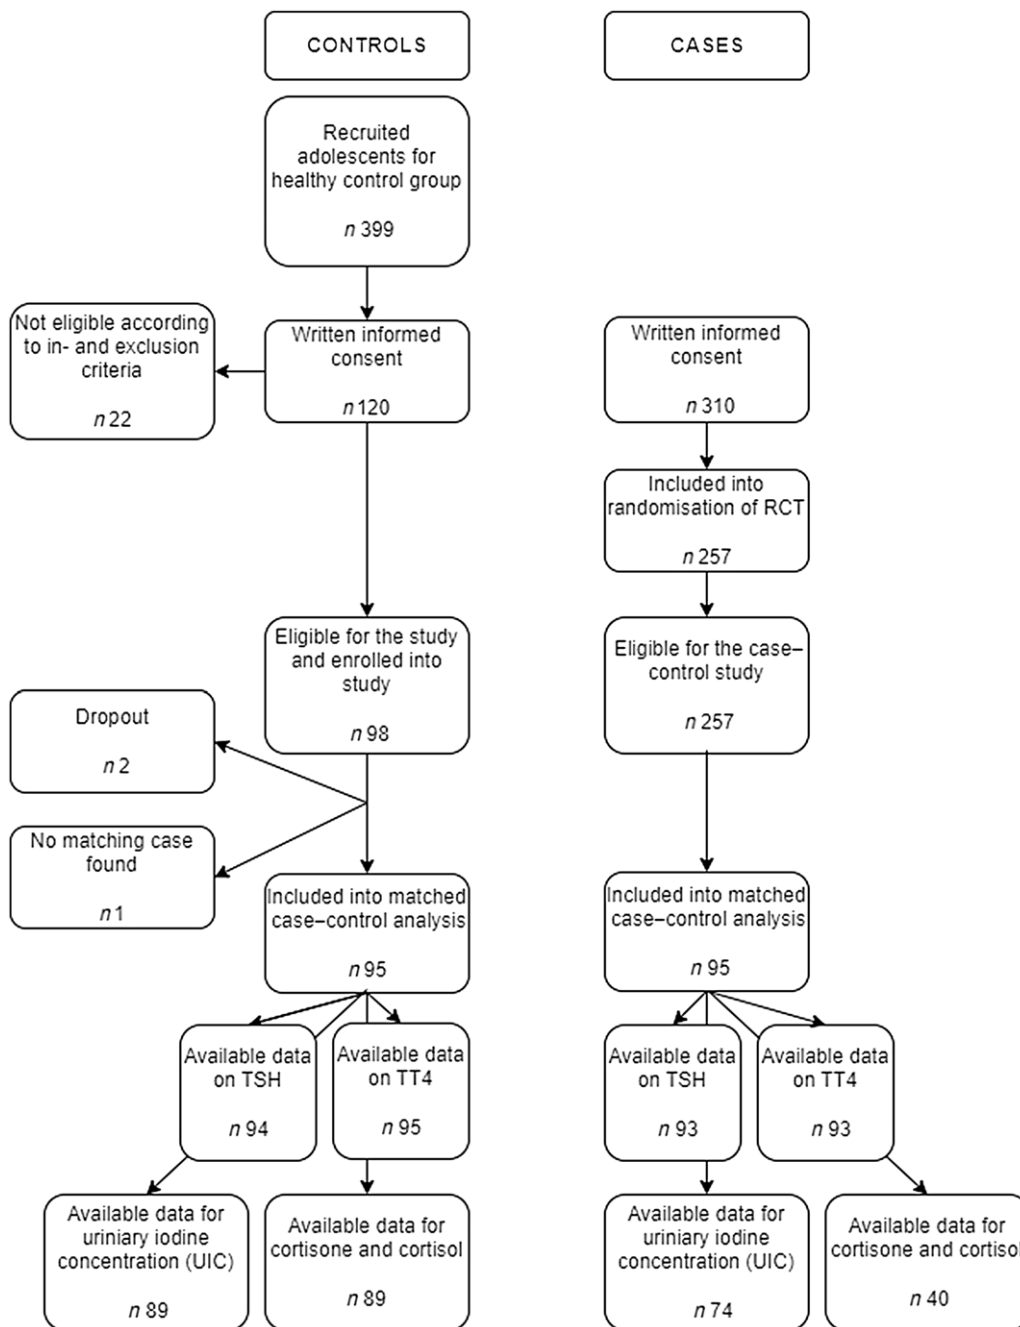 CONTROLS
CASES
Recruited
adolescents for
healthy control group
n 399
Not eligible according
to in- and exclusion
criteria
n 22
Written informed
consent
n 120
Written informed
consent
n 310
Included into
randomisation of RCT
n 257
Eligible for the study
and enrolled into
study
n 98
Eligible for the case–
control study
n 257
Dropout
n 2
No matching case
found
n 1
Included into matched
case–control analysis
n 95
Included into matched
case–control analysis
n 95
Available data
on TSH
n 94
Available data
on TT4
n 95
Available data
on TSH
n 93
Available data
on TT4
n 93
Available data for
uriniary iodine
concentration (UIC)
n 89
Available data for
cortisone and cortisol
n 89
Available data for
uriniary iodine
concentration (UIC)
n 74
Available data for
cortisone and cortisol
n 40